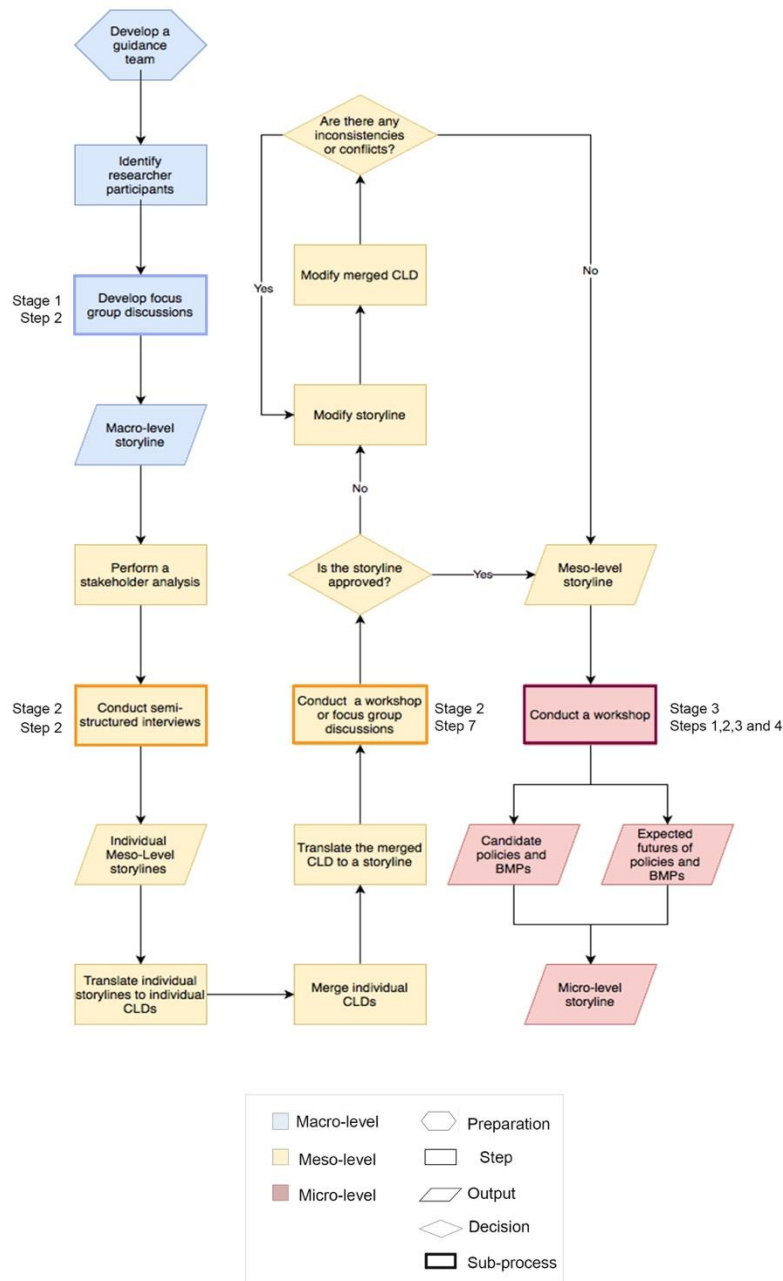 Develop a
guidance
team
Identify
researcher
participants
Stage 1
Step 2
Develop focus
group discussions
Macro-level
storyline
Perform a
stakeholder analysis
Stage 2
Step 2
Conduct semi-
structured interviews
Individual
Meso-Level
storylines
Translate individual
storylines to individual
CLDs
Merge individual
CLDs
Translate the merged
CLD to a storyline
Conduct a workshop
or focus group
discussions
Stage 2
Step 7
Is the storyline
approved?
No
Yes
Modify storyline
Modify merged CLD
Are there any
inconsistencies
or conflicts?
Yes
No
Meso-level
storyline
Conduct a workshop
Stage 3
Steps 1,2,3 and 4
Candidate
policies and
BMPs
Expected
futures of
policies and
BMPs
Micro-level
storyline
Macro-level
Meso-level
Micro-level
Preparation
Step
Output
Decision
Sub-process